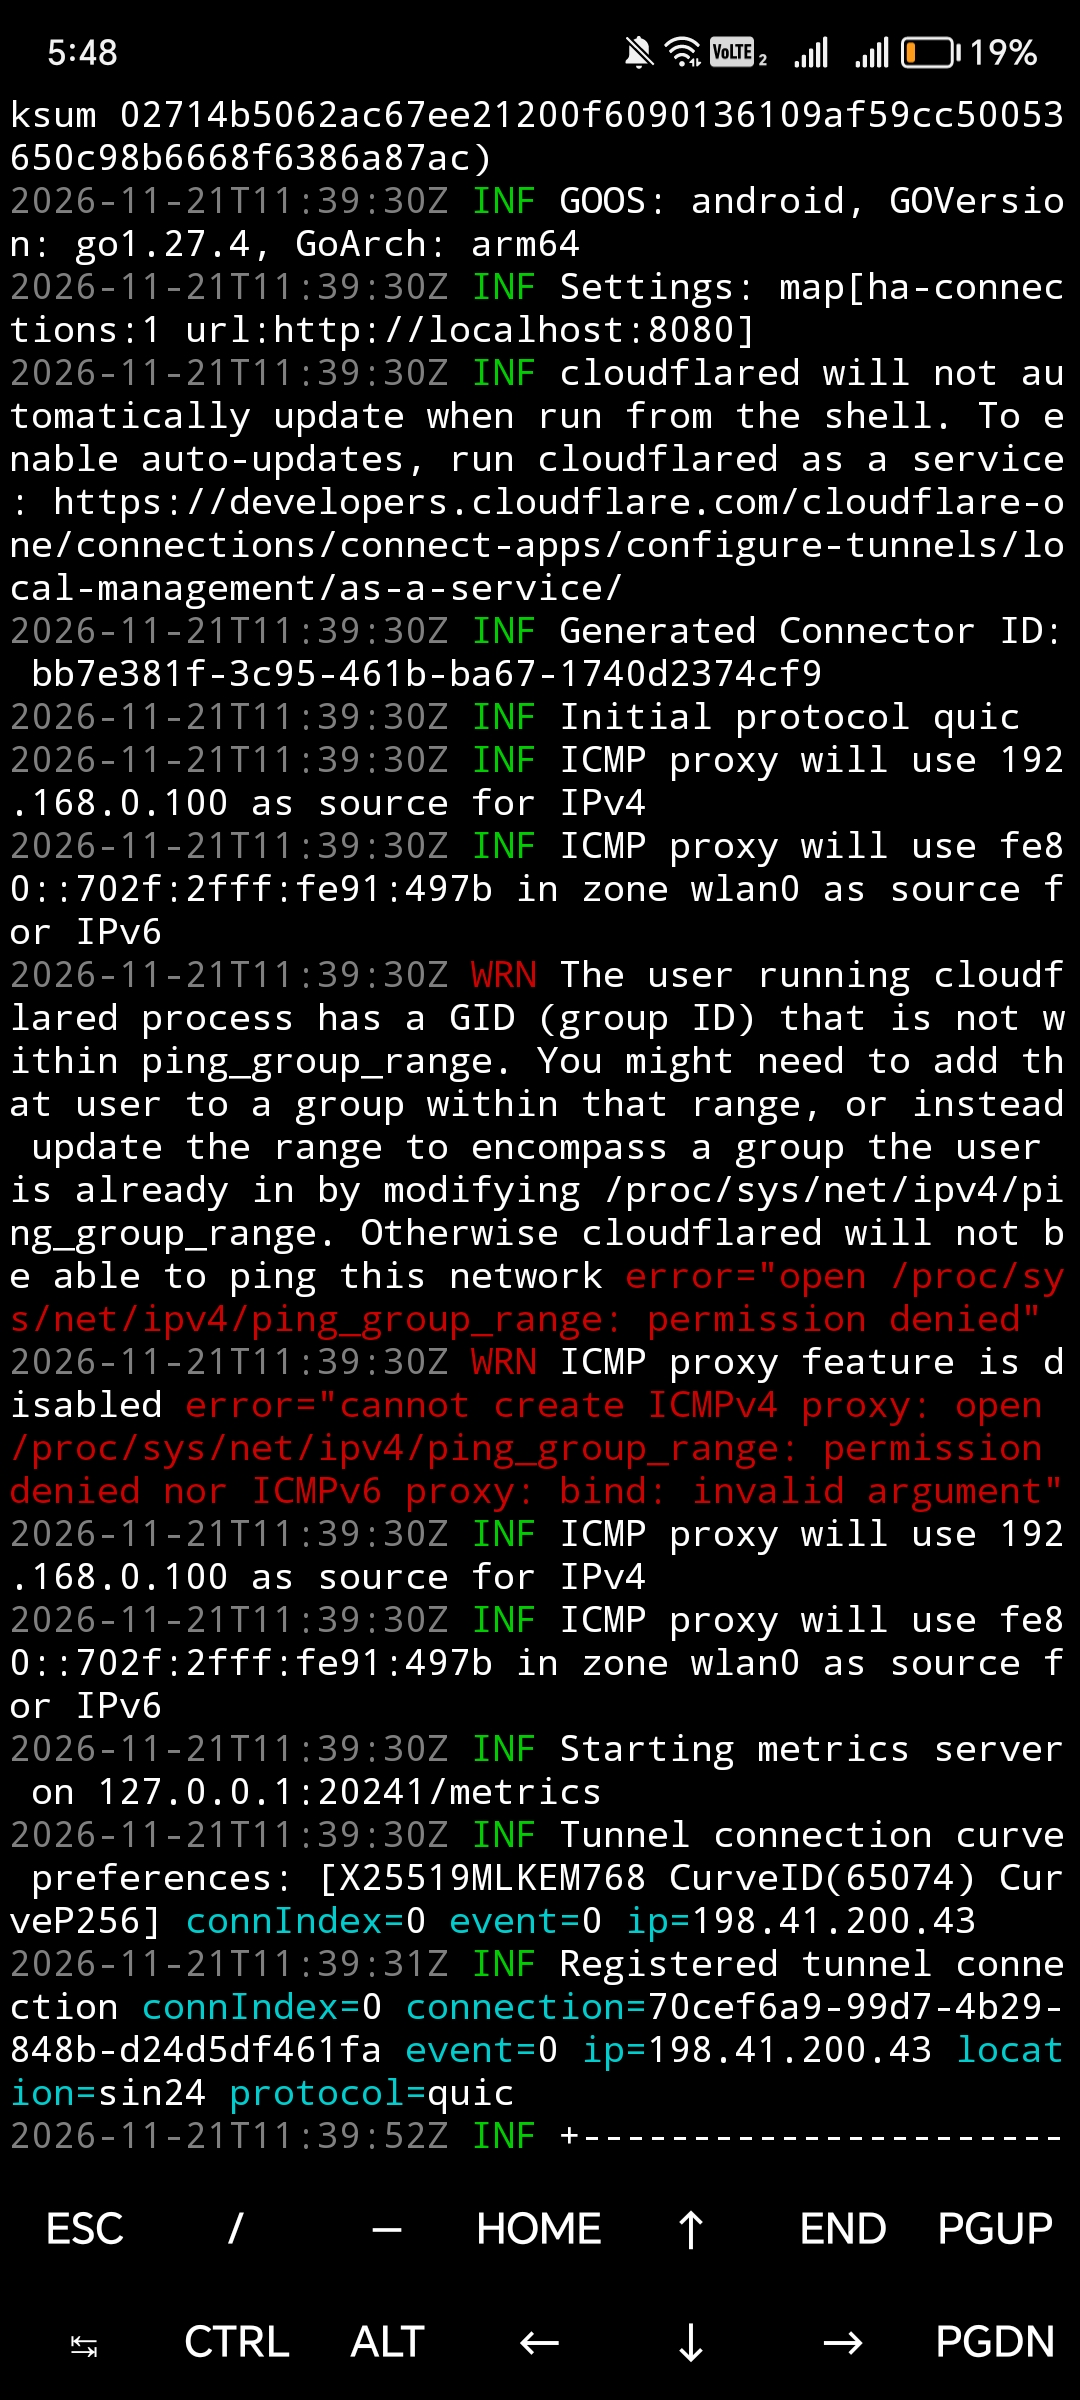 5:48
VoLTE 2
19%
ksum 02714b5062ac67ee21200f6090136109af59cc50053
650c98b6668f6386a87ac)
2026-11-21T11:39:30Z INF GOOS: android, GOVersio
n: go1.27.4, GoArch: arm64
2026-11-21T11:39:30Z INF Settings: map[ha-connec
tions:1 url:http://localhost:8080]
2026-11-21T11:39:30Z INF cloudflared will not au
tomatically update when run from the shell. To e
nable auto-updates, run cloudflared as a service
: https://developers.cloudflare.com/cloudflare-o
ne/connections/connect-apps/configure-tunnels/lo
cal-management/as-a-service/
2026-11-21T11:39:30Z INF Generated Connector ID:
 bb7e381f-3c95-461b-ba67-1740d2374cf9
2026-11-21T11:39:30Z INF Initial protocol quic
2026-11-21T11:39:30Z INF ICMP proxy will use 192
.168.0.100 as source for IPv4
2026-11-21T11:39:30Z INF ICMP proxy will use fe8
0::702f:2fff:fe91:497b in zone wlan0 as source f
or IPv6
2026-11-21T11:39:30Z WRN The user running cloudf
lared process has a GID (group ID) that is not w
ithin ping_group_range. You might need to add th
at user to a group within that range, or instead
 update the range to encompass a group the user
is already in by modifying /proc/sys/net/ipv4/pi
ng_group_range. Otherwise cloudflared will not b
e able to ping this network error="open /proc/sy
s/net/ipv4/ping_group_range: permission denied"
2026-11-21T11:39:30Z WRN ICMP proxy feature is d
isabled error="cannot create ICMPv4 proxy: open
/proc/sys/net/ipv4/ping_group_range: permission
denied nor ICMPv6 proxy: bind: invalid argument"
2026-11-21T11:39:30Z INF ICMP proxy will use 192
.168.0.100 as source for IPv4
2026-11-21T11:39:30Z INF ICMP proxy will use fe8
0::702f:2fff:fe91:497b in zone wlan0 as source f
or IPv6
2026-11-21T11:39:30Z INF Starting metrics server
 on 127.0.0.1:20241/metrics
2026-11-21T11:39:30Z INF Tunnel connection curve
 preferences: [X25519MLKEM768 CurveID(65074) Cur
veP256] connIndex=0 event=0 ip=198.41.200.43
2026-11-21T11:39:31Z INF Registered tunnel conne
ction connIndex=0 connection=70cef6a9-99d7-4b29-
848b-d24d5df461fa event=0 ip=198.41.200.43 locat
ion=sin24 protocol=quic
2026-11-21T11:39:52Z INF +----------------------
ESC / — HOME ↑ END PGUP
↹ CTRL ALT ← ↓ → PGDN